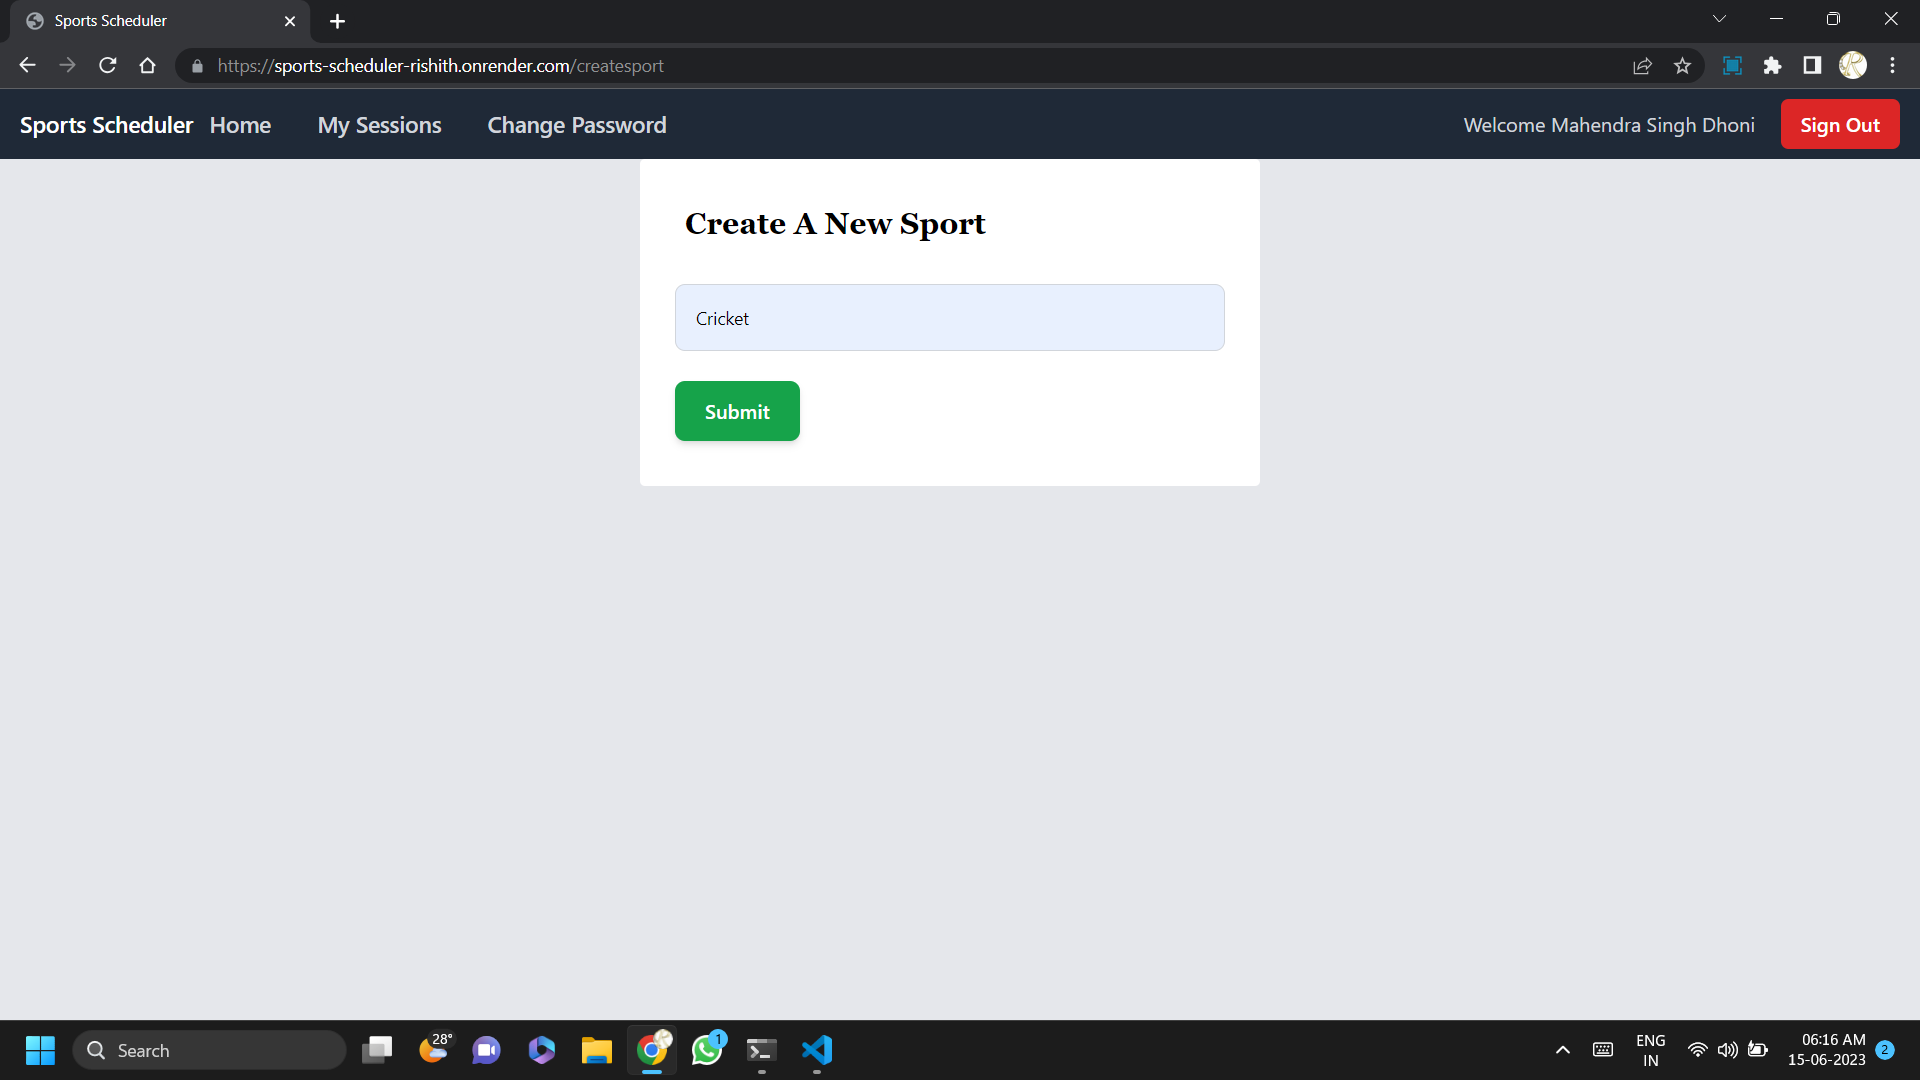 Sports Scheduler
https://sports-scheduler-rishith.onrender.com/createsport
Sports Scheduler Home My Sessions Change Password Welcome Mahendra Singh Dhoni Sign Out
Create A New Sport
Cricket
Submit
Search 28° 1 ENG IN 06:16 AM 15-06-2023 2